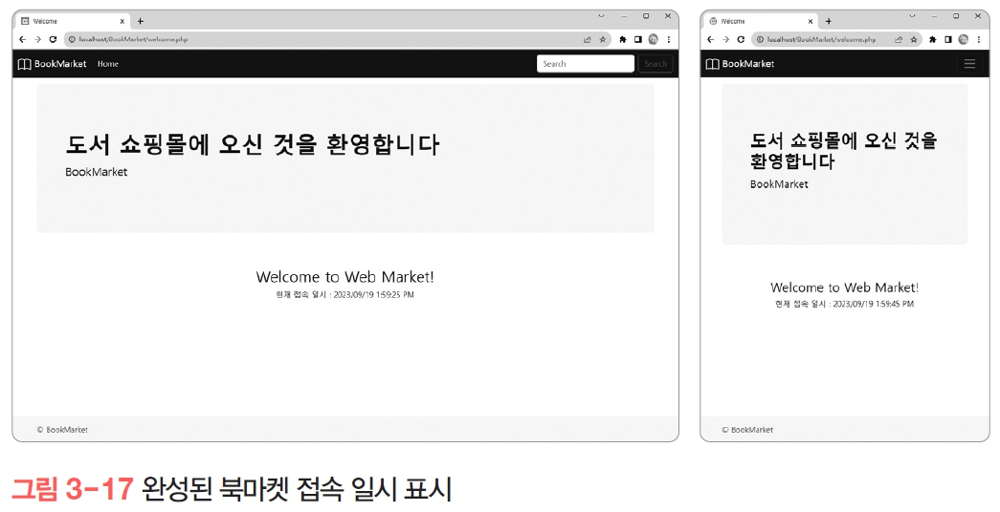 Welcome
localhost/BookMarket/welcome.php
BookMarket Home Search Search
도서 쇼핑몰에 오신 것을 환영합니다
BookMarket
Welcome to Web Market!
현재 접속 일시 : 2023/09/19 1:59:25 PM
© BookMarket
Welcome
localhost/BookMarket/welcome.php
BookMarket
도서 쇼핑몰에 오신 것을
환영합니다
BookMarket
Welcome to Web Market!
현재 접속 일시 : 2023/09/19 1:59:45 PM
© BookMarket
그림 3-17 완성된 북마켓 접속 일시 표시